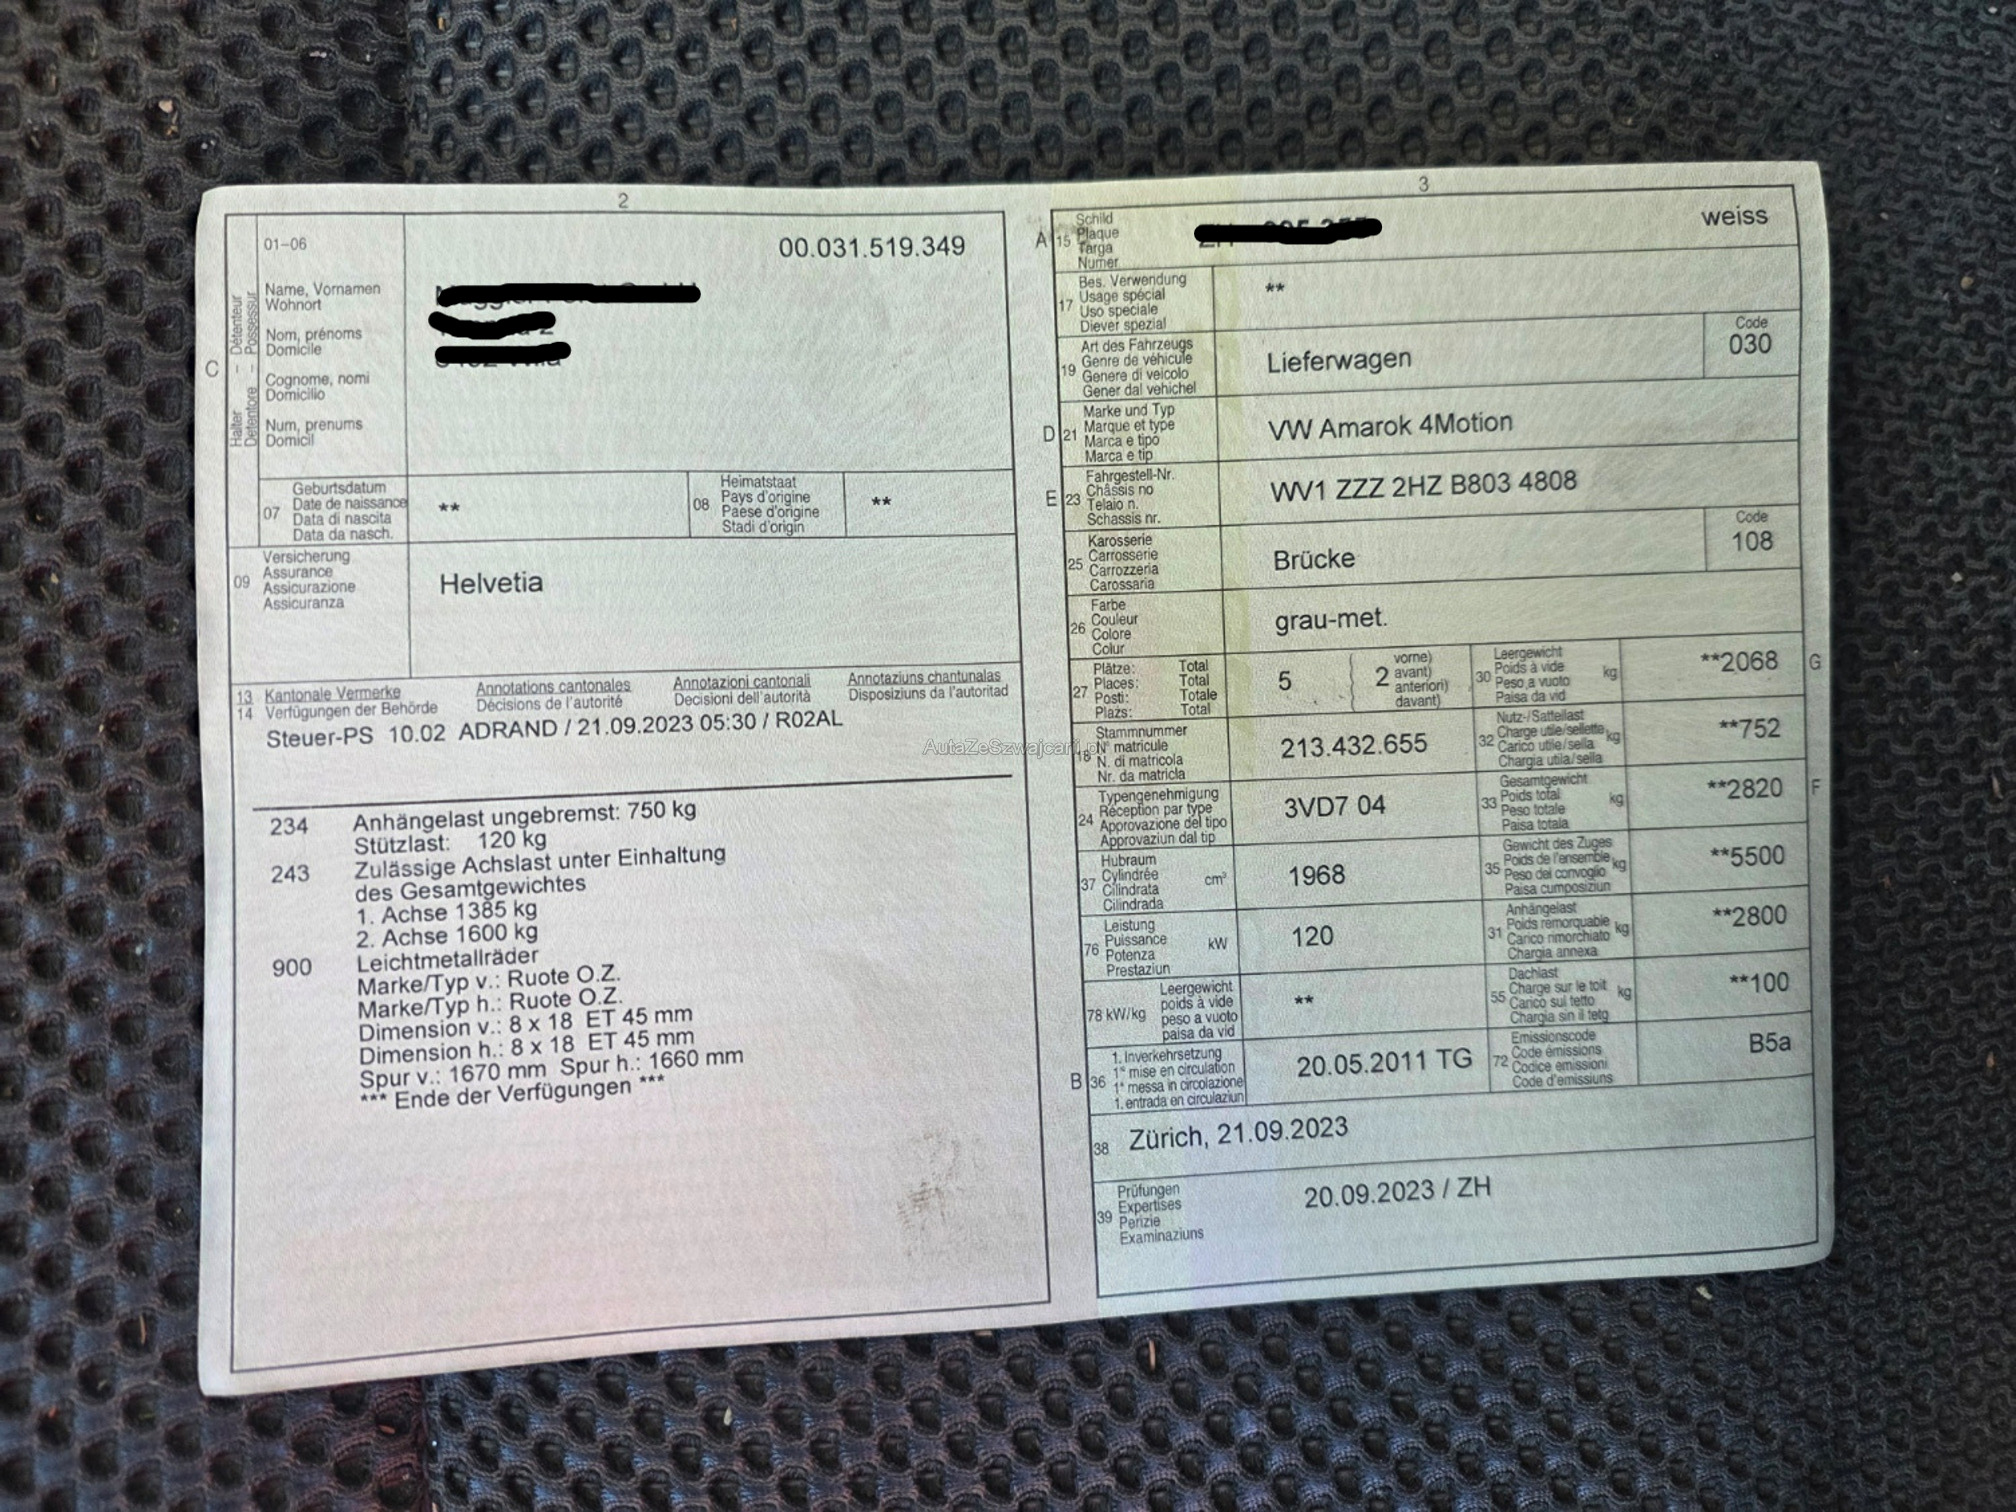 2
01-06
00.031.519.349
C
Halter – Détenteur
Detentore – Possessur
Name, Vornamen
Wohnort
Nom, prénoms
Domicile
Cognome, nomi
Domicilio
Num, prenums
Domicil
07
Geburtsdatum
Date de naissance
Data di nascita
Data da nasch.
**
08
Heimatstaat
Pays d'origine
Paese d'origine
Stadi d'origin
**
09
Versicherung
Assurance
Assicurazione
Assicuranza
Helvetia
13 Kantonale Vermerke Annotations cantonales Annotazioni cantonali Annotaziuns chantunalas
14 Verfügungen der Behörde Décisions de l'autorité Decisioni dell'autorità Disposiziuns da l'autoritad
Steuer-PS 10.02 ADRAND / 21.09.2023 05:30 / R02AL
234 Anhängelast ungebremst: 750 kg
Stützlast: 120 kg
243 Zulässige Achslast unter Einhaltung
des Gesamtgewichtes
1. Achse 1385 kg
2. Achse 1600 kg
900 Leichtmetallräder
Marke/Typ v.: Ruote O.Z.
Marke/Typ h.: Ruote O.Z.
Dimension v.: 8 x 18 ET 45 mm
Dimension h.: 8 x 18 ET 45 mm
Spur v.: 1670 mm Spur h.: 1660 mm
*** Ende der Verfügungen ***
3
A
15
Schild
Plaque
Targa
Numer
weiss
17
Bes. Verwendung
Usage spécial
Uso speciale
Diever spezial
**
19
Art des Fahrzeugs
Genre de véhicule
Genere di veicolo
Gener dal vehichel
Lieferwagen
Code
030
D
21
Marke und Typ
Marque et type
Marca e tipo
Marca e tip
VW Amarok 4Motion
E
23
Fahrgestell-Nr.
Châssis no
Telaio n.
Schassis nr.
WV1 ZZZ 2HZ B803 4808
25
Karosserie
Carrosserie
Carrozzeria
Carossaria
Brücke
Code
108
26
Farbe
Couleur
Colore
Colur
grau-met.
27
Plätze: Total
Places: Total
Posti: Totale
Plazs: Total
5
2
vorne)
avant)
anteriori)
davant)
30
Leergewicht
Poids à vide
Peso a vuoto
Paisa da vid
kg
**2068
G
18
Stammnummer
N° matricule
N. di matricola
Nr. da matricla
213.432.655
32
Nutz-/Sattellast
Charge utile/sellette
Carico utile/sella
Chargia utila/sella
kg
**752
24
Typengenehmigung
Réception par type
Approvazione del tipo
Approvaziun dal tip
3VD7 04
33
Gesamtgewicht
Poids total
Peso totale
Paisa totala
kg
**2820
F
37
Hubraum
Cylindrée
Cilindrata
Cilindrada
cm³
1968
35
Gewicht des Zuges
Poids de l'ensemble
Peso del convoglio
Paisa cumposiziun
kg
**5500
76
Leistung
Puissance
Potenza
Prestaziun
kW
120
31
Anhängelast
Poids remorquable
Carico rimorchiato
Chargia annexa
kg
**2800
78 kW/kg
Leergewicht
poids à vide
peso a vuoto
paisa da vid
**
55
Dachlast
Charge sur le toit
Carico sul tetto
Chargia sin il tetg
kg
**100
B
36
1. Inverkehrsetzung
1re mise en circulation
1a messa in circolazione
1. entrada en circulaziun
20.05.2011 TG
72
Emissionscode
Code émissions
Codice emissioni
Code d'emissiuns
B5a
38
Zürich, 21.09.2023
39
Prüfungen
Expertises
Perizie
Examinaziuns
20.09.2023 / ZH